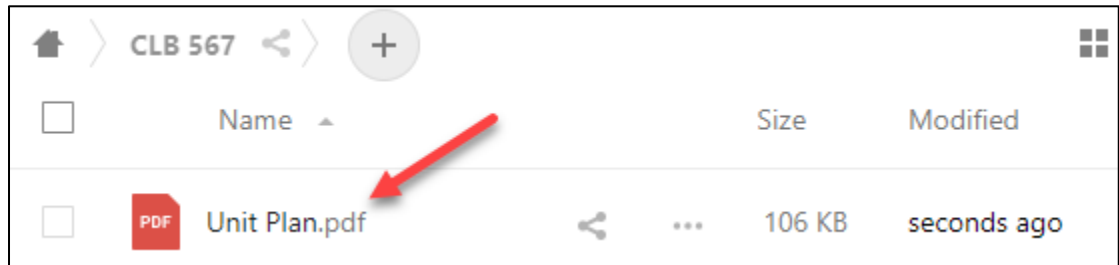 CLB 567 +
Name Size Modified
PDF Unit Plan.pdf ... 106 KB seconds ago